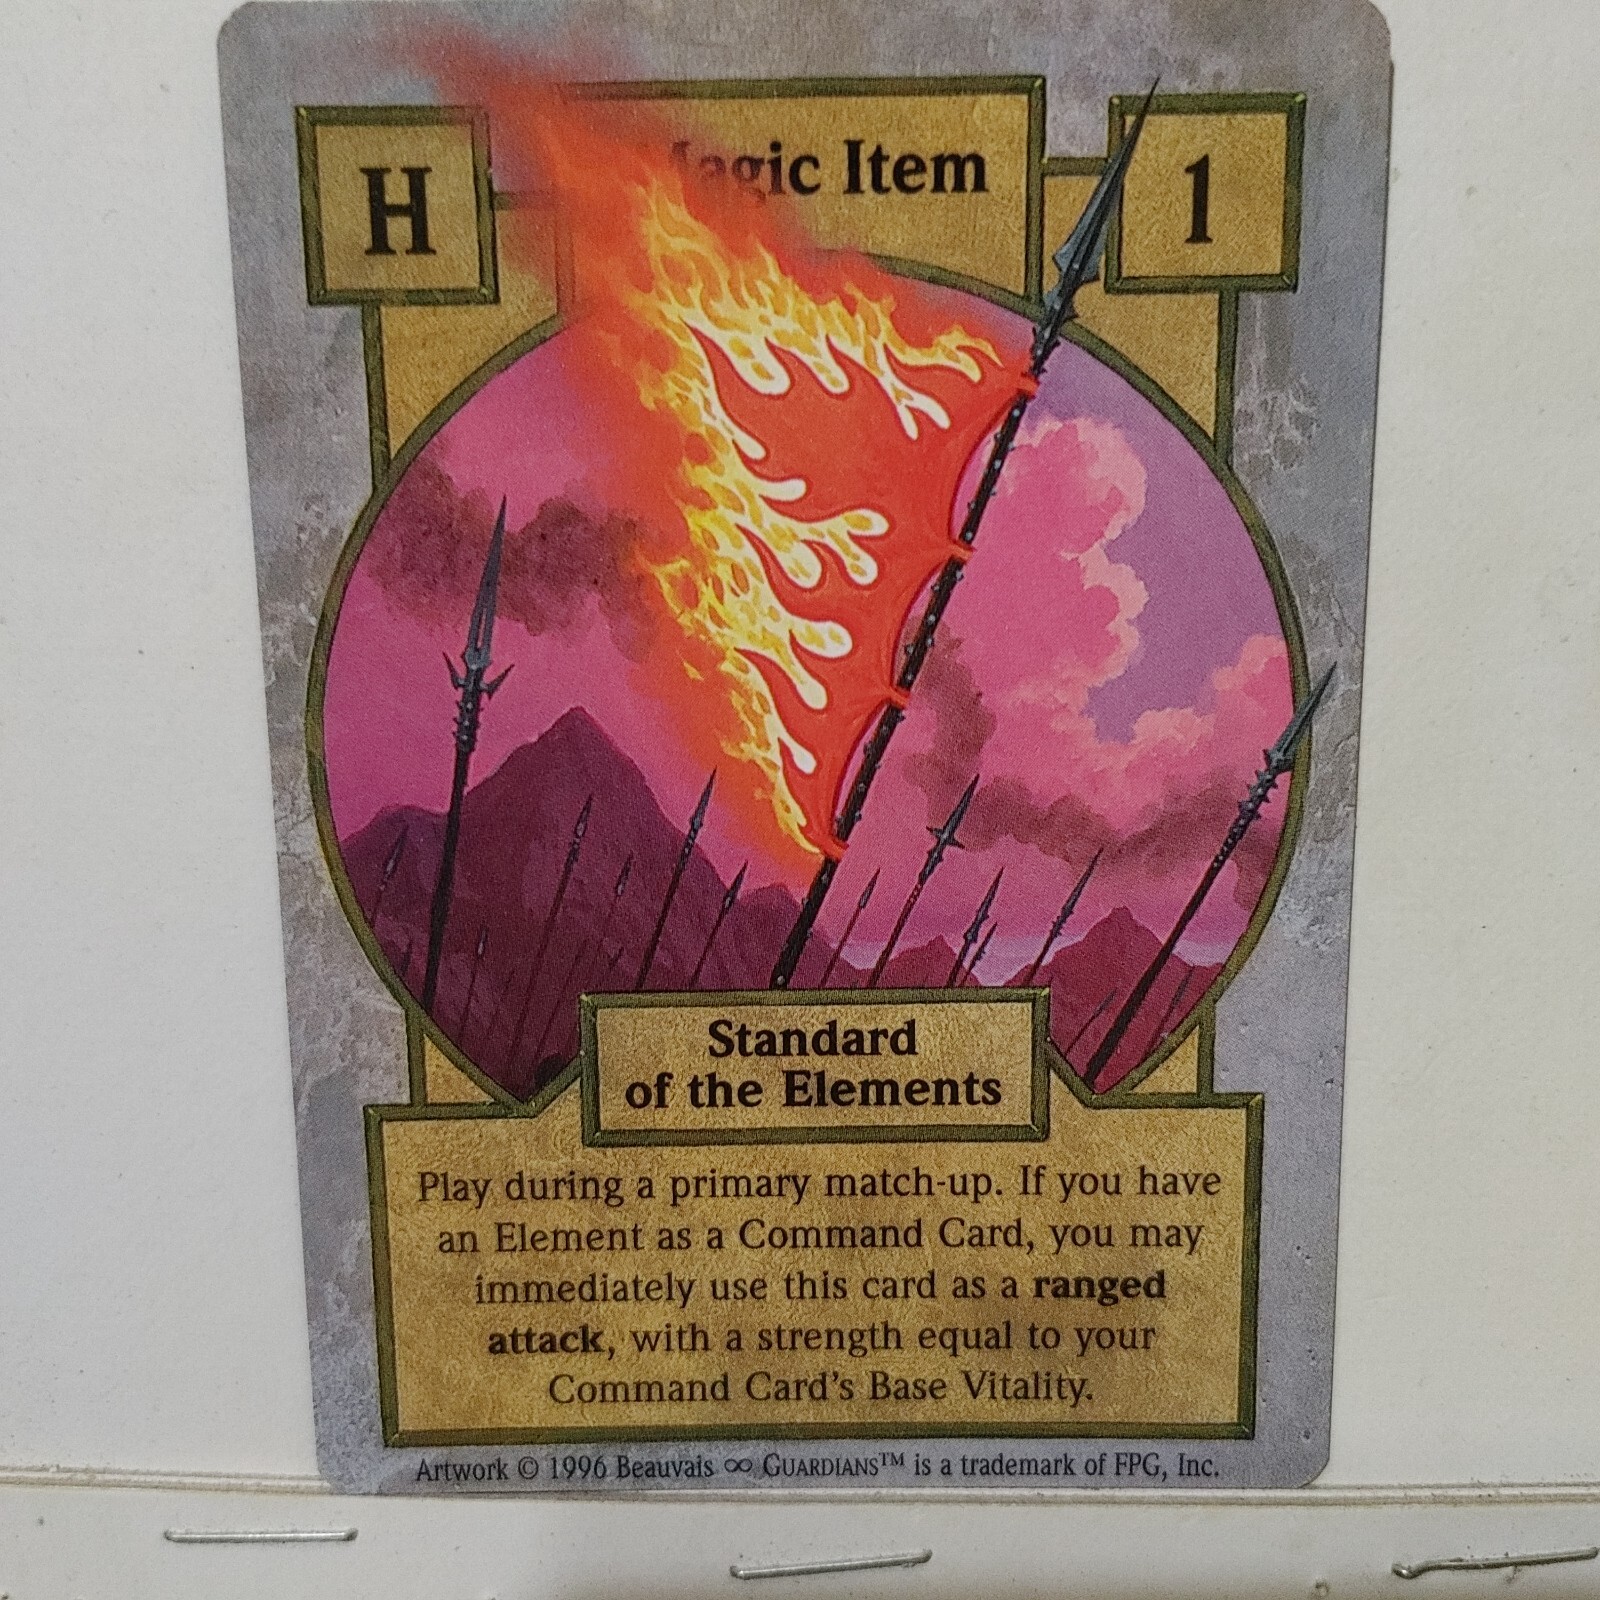 H
Magic Item
1
Standard
of the Elements
Play during a primary match-up. If you have
an Element as a Command Card, you may
immediately use this card as a ranged
attack, with a strength equal to your
Command Card's Base Vitality.
Artwork © 1996 Beauvais ∞ GUARDIANS™ is a trademark of FPG, Inc.